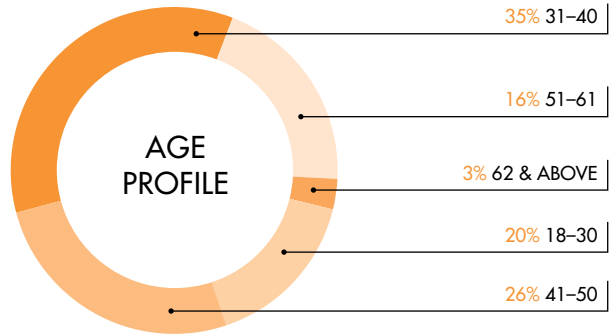 35% 31–40
16% 51–61
AGE
PROFILE
3% 62 & ABOVE
20% 18–30
26% 41–50